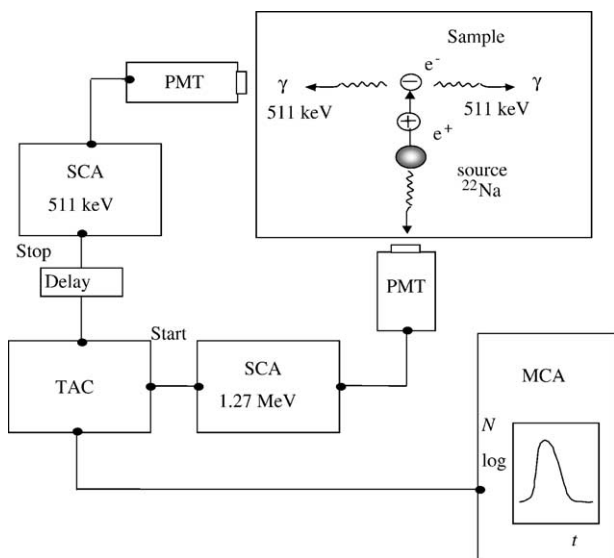 Sample
e⁻
PMT
γ
γ
511 keV
511 keV
e⁺
SCA
511 keV
source
²²Na
Stop
Delay
PMT
Start
TAC
SCA
1.27 MeV
MCA
N
log
t